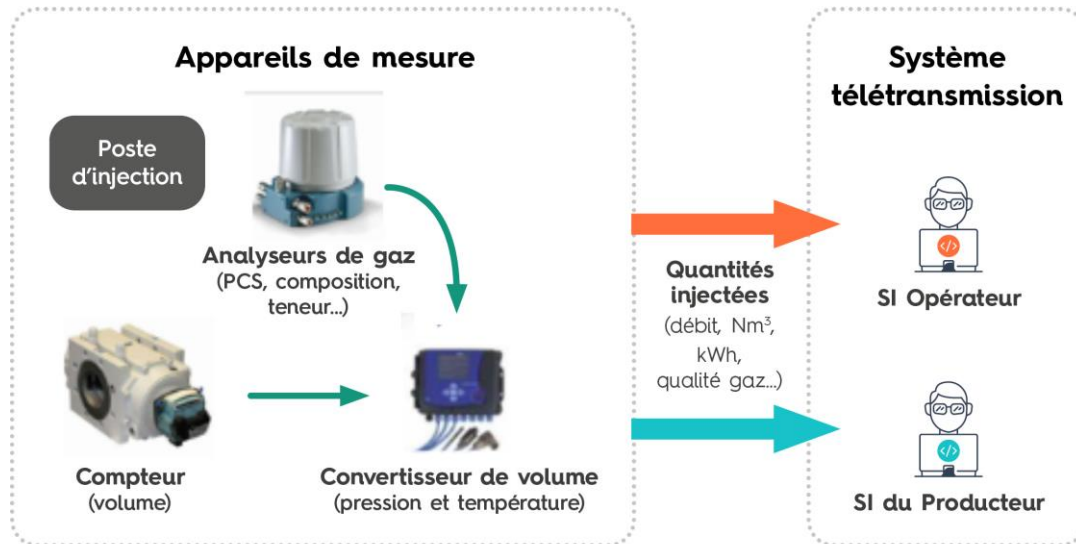 Appareils de mesure
Poste
d'injection
Analyseurs de gaz
(PCS, composition,
teneur...)
Compteur
(volume)
Convertisseur de volume
(pression et température)
Quantités
injectées
(débit, Nm³,
kWh,
qualité gaz...)
Système
télétransmission
</>
SI Opérateur
</>
SI du Producteur